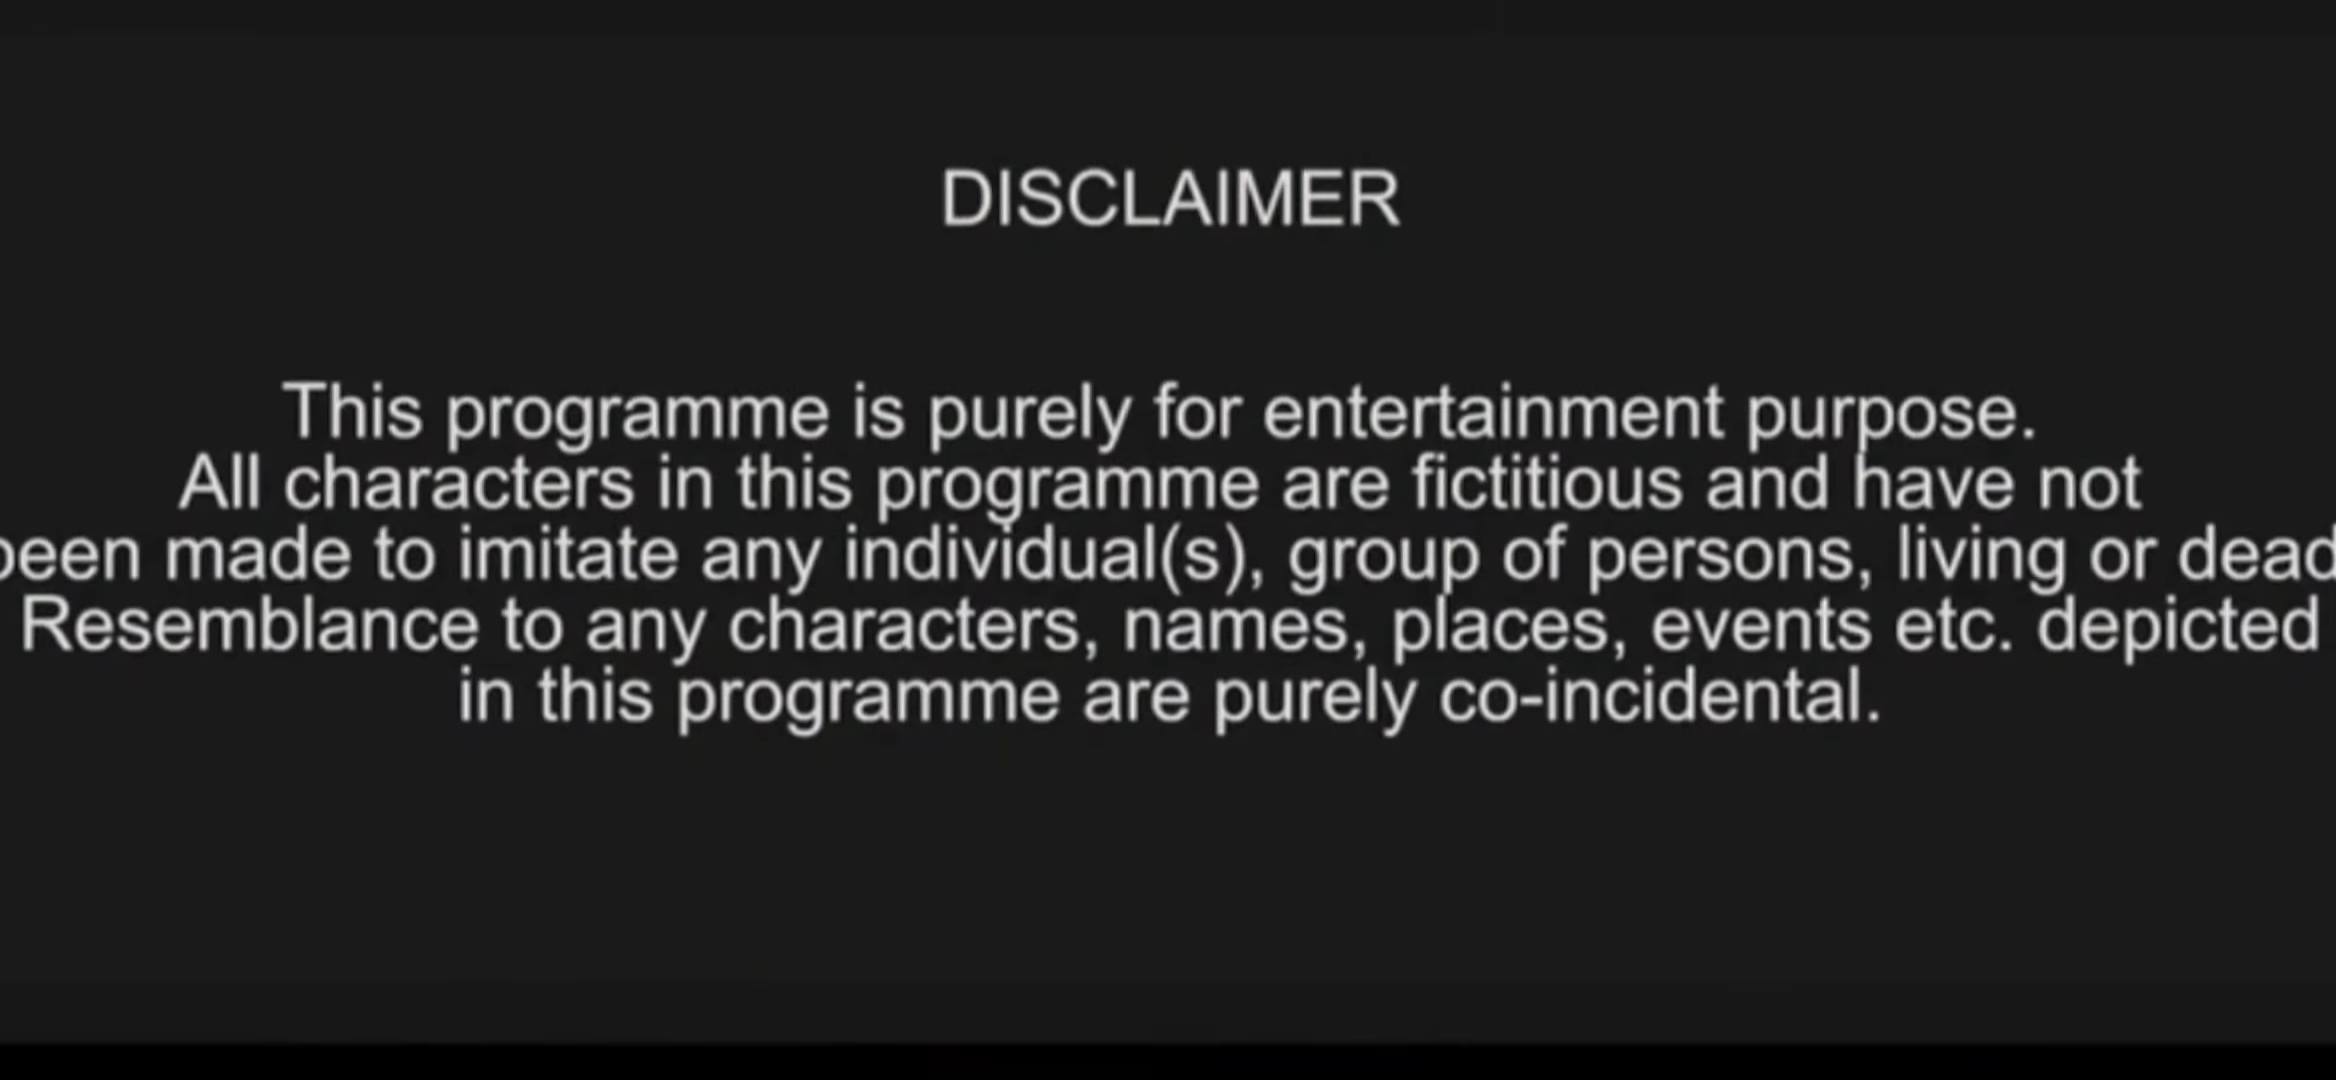 DISCLAIMER
This programme is purely for entertainment purpose.
All characters in this programme are fictitious and have not
been made to imitate any individual(s), group of persons, living or dead
Resemblance to any characters, names, places, events etc. depicted
in this programme are purely co-incidental.